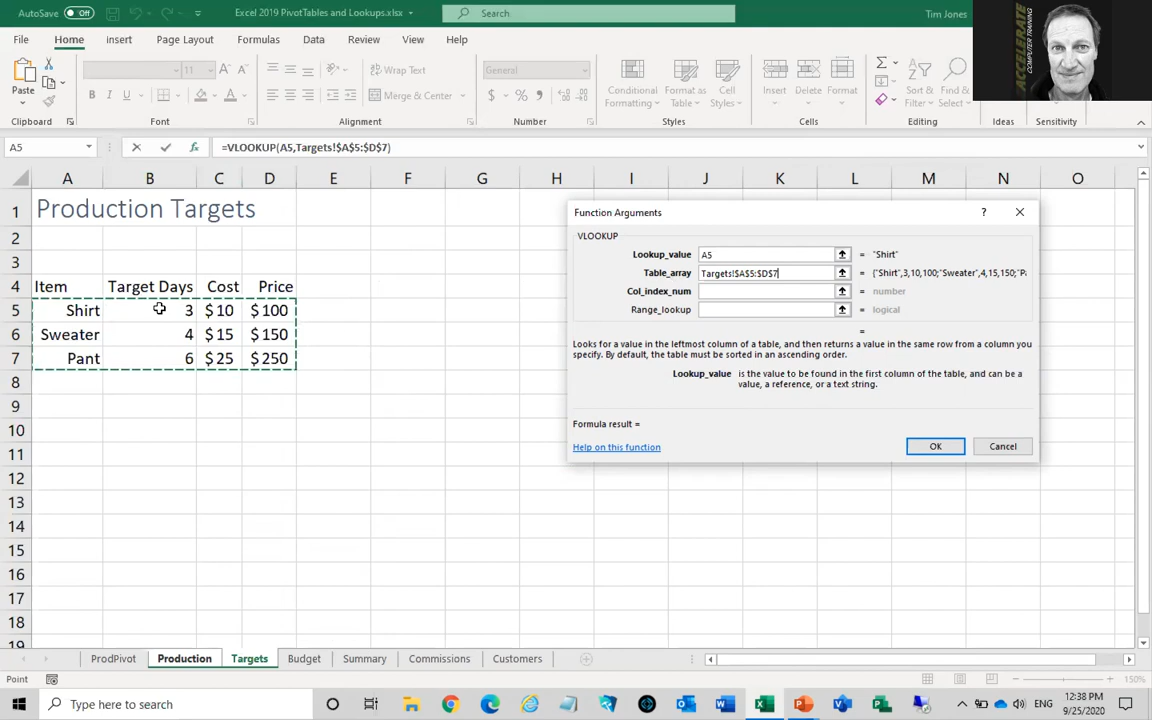 AutoSave Off Excel 2019 PivotTables and Lookups.xlsx Search Tim Jones
ACCELERATE
COMPUTER TRAINING
File Home Insert Page Layout Formulas Data Review View Help
Paste
11 A A Wrap Text General
Conditional Formatting Format as Table Cell Styles Insert Delete Format Sort & Filter Find & Select
B I U A Merge & Center $ % 9
Clipboard Font Alignment Number Styles Cells Editing Ideas Sensitivity
A5 fx =VLOOKUP(A5,Targets!$A$5:$D$7)
A B C D E F G H I J K L M N O
1 Production Targets
2
3
4 Item Target Days Cost Price
5 Shirt 3 $10 $100
6 Sweater 4 $15 $150
7 Pant 6 $25 $250
8
9
10
11
12
13
14
15
16
17
18
19
Function Arguments ?
VLOOKUP
Lookup_value A5 = "Shirt"
Table_array Targets!$A$5:$D$7 = {"Shirt",3,10,100;"Sweater",4,15,150;"Pa
Col_index_num = number
Range_lookup = logical
=
Looks for a value in the leftmost column of a table, and then returns a value in the same row from a column you
specify. By default, the table must be sorted in an ascending order.
Lookup_value is the value to be found in the first column of the table, and can be a
value, a reference, or a text string.
Formula result =
Help on this function OK Cancel
ProdPivot Production Targets Budget Summary Commissions Customers
Point 150%
Type here to search ENG 12:38 PM
9/25/2020